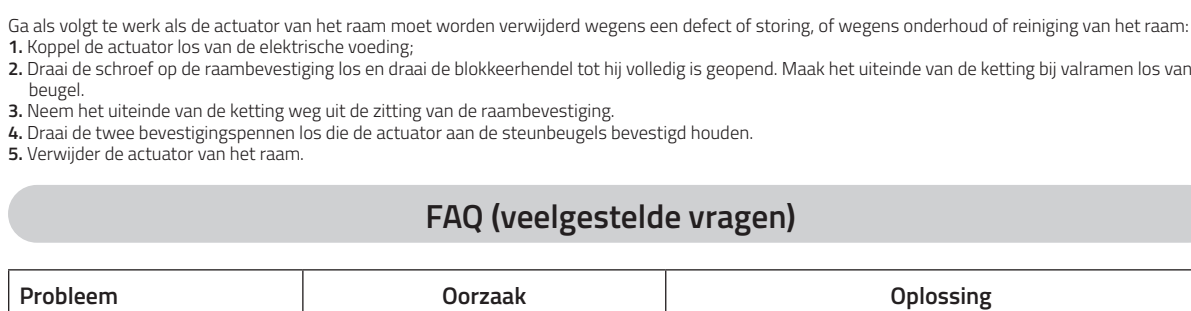 Ga als volgt te werk als de actuator van het raam moet worden verwijderd wegens een defect of storing, of wegens onderhoud of reiniging van het raam:
1. Koppel de actuator los van de elektrische voeding;
2. Draai de schroef op de raambevestiging los en draai de blokkeerhendel tot hij volledig is geopend. Maak het uiteinde van de ketting bij valramen los van
beugel.
3. Neem het uiteinde van de ketting weg uit de zitting van de raambevestiging.
4. Draai de twee bevestigingspennen los die de actuator aan de steunbeugels bevestigd houden.
5. Verwijder de actuator van het raam.
FAQ (veelgestelde vragen)
Probleem Oorzaak Oplossing